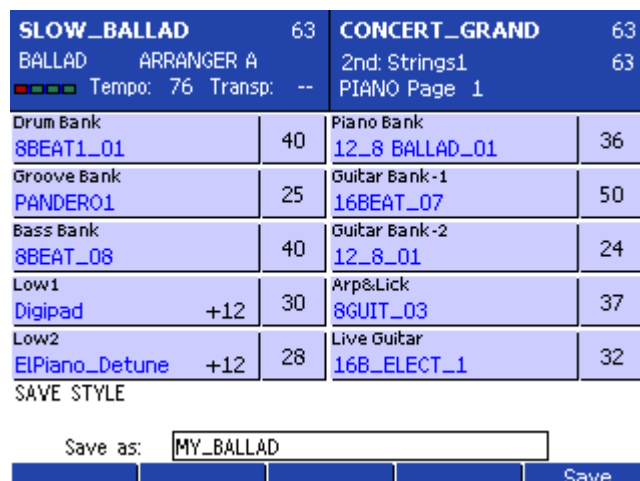 SLOW_BALLAD 63
BALLAD ARRANGER A
Tempo: 76 Transp: --
CONCERT_GRAND 63
2nd: Strings1 63
PIANO Page 1
Drum Bank
8BEAT1_01 40
Piano Bank
12_8 BALLAD_01 36
Groove Bank
PANDERO1 25
Guitar Bank-1
16BEAT_07 50
Bass Bank
8BEAT_08 40
Guitar Bank-2
12_8_01 24
Low1
Digipad +12 30
Arp&Lick
8GUIT_03 37
Low2
ElPiano_Detune +12 28
Live Guitar
16B_ELECT_1 32
SAVE STYLE
Save as: MY_BALLAD
Save